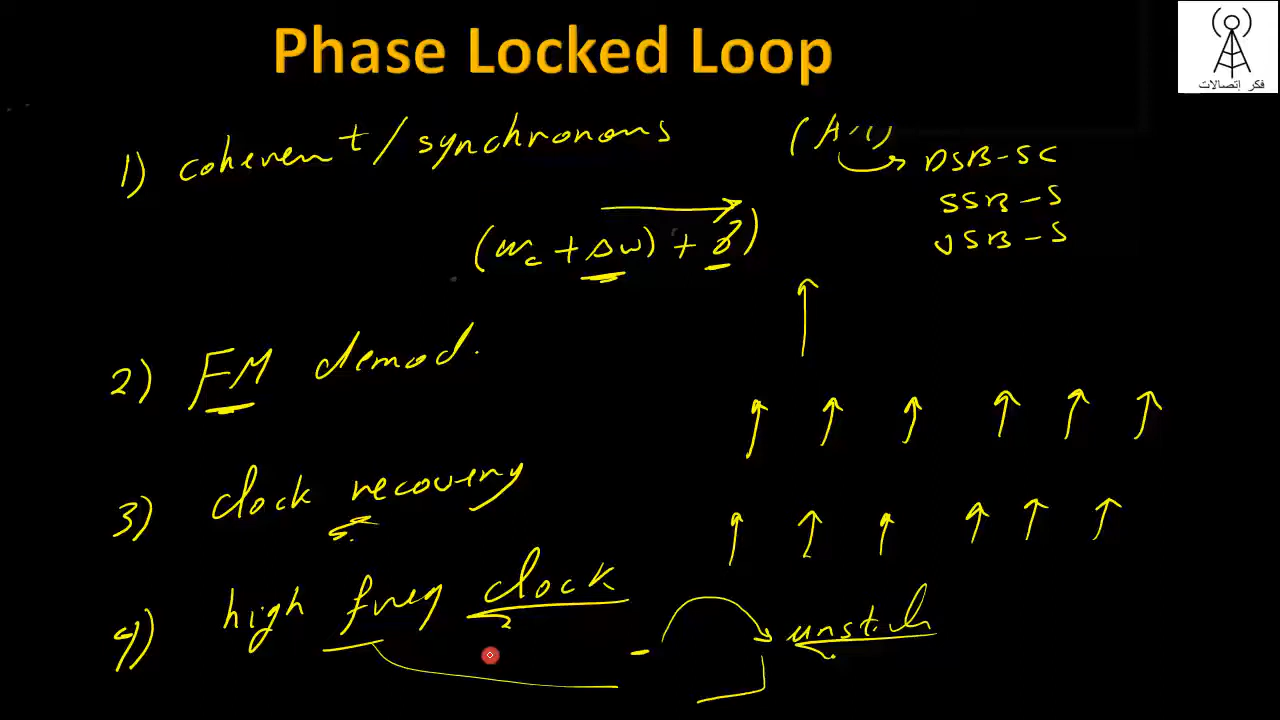 Phase Locked Loop
فكر إتصالات
1) coherent / synchronous
DSB-SC
SSB-S
VSB-S
(ωc + Δω) +
2) FM demod.
3) clock recovery
4) high freq clock